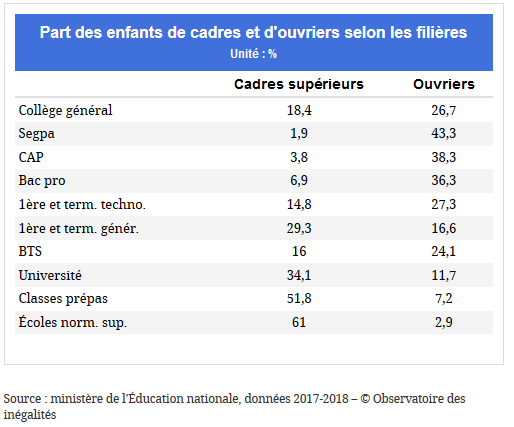 Part des enfants de cadres et d'ouvriers selon les filières
Unité : %
Cadres supérieurs Ouvriers
Collège général 18,4 26,7
Segpa 1,9 43,3
CAP 3,8 38,3
Bac pro 6,9 36,3
1ère et term. techno. 14,8 27,3
1ère et term. génér. 29,3 16,6
BTS 16 24,1
Université 34,1 11,7
Classes prépas 51,8 7,2
Écoles norm. sup. 61 2,9
Source : ministère de l'Éducation nationale, données 2017-2018 – © Observatoire des
inégalités